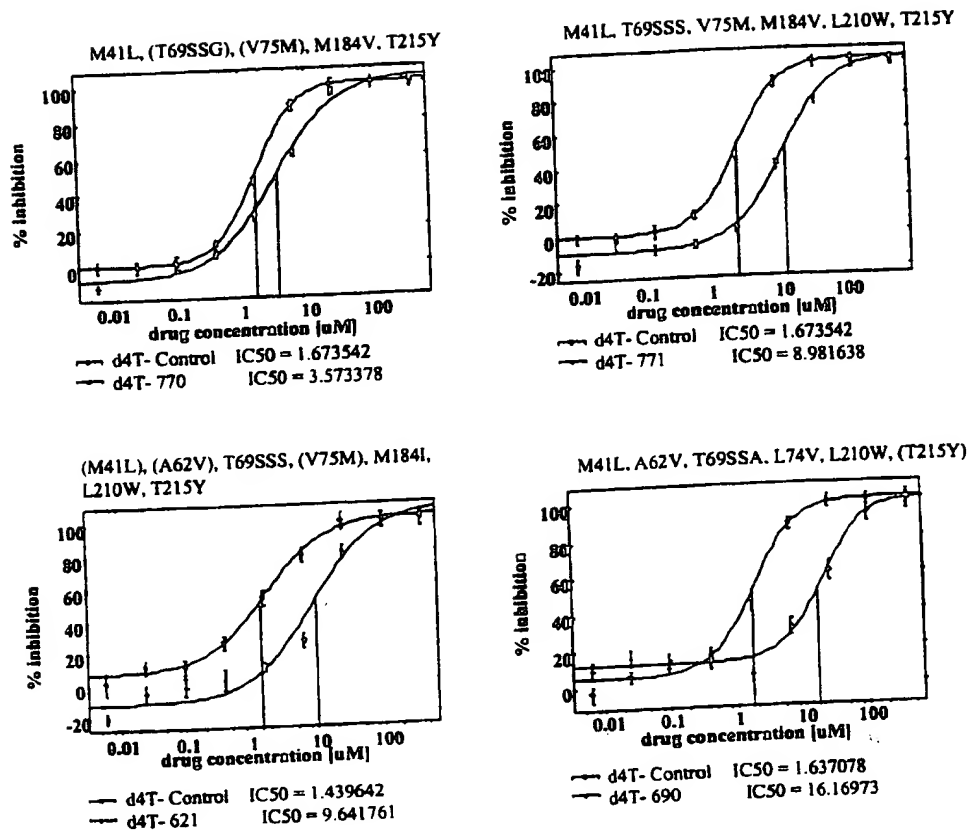 M41L, (T69SSG), (V75M), M184V, T215Y
% inhibition
100
80
60
40
20
0
0.01 0.1 1 10 100
drug concentration [uM]
d4T- Control IC50 = 1.673542
d4T- 770 IC50 = 3.573378
M41L, T69SSS, V75M, M184V, L210W, T215Y
% inhibition
100
80
60
40
20
0
-20
0.01 0.1 1 10 100
drug concentration [uM]
d4T- Control IC50 = 1.673542
d4T- 771 IC50 = 8.981638
(M41L), (A62V), T69SSS, (V75M), M184I,
L210W, T215Y
% inhibition
100
80
60
40
20
0
-20
0.01 0.1 1 10 100
drug concentration [uM]
d4T- Control IC50 = 1.439642
d4T- 621 IC50 = 9.641761
M41L, A62V, T69SSA, L74V, L210W, (T215Y)
% inhibition
100
80
60
40
20
0
0.01 0.1 1 10 100
drug concentration [uM]
d4T- Control IC50 = 1.637078
d4T- 690 IC50 = 16.16973